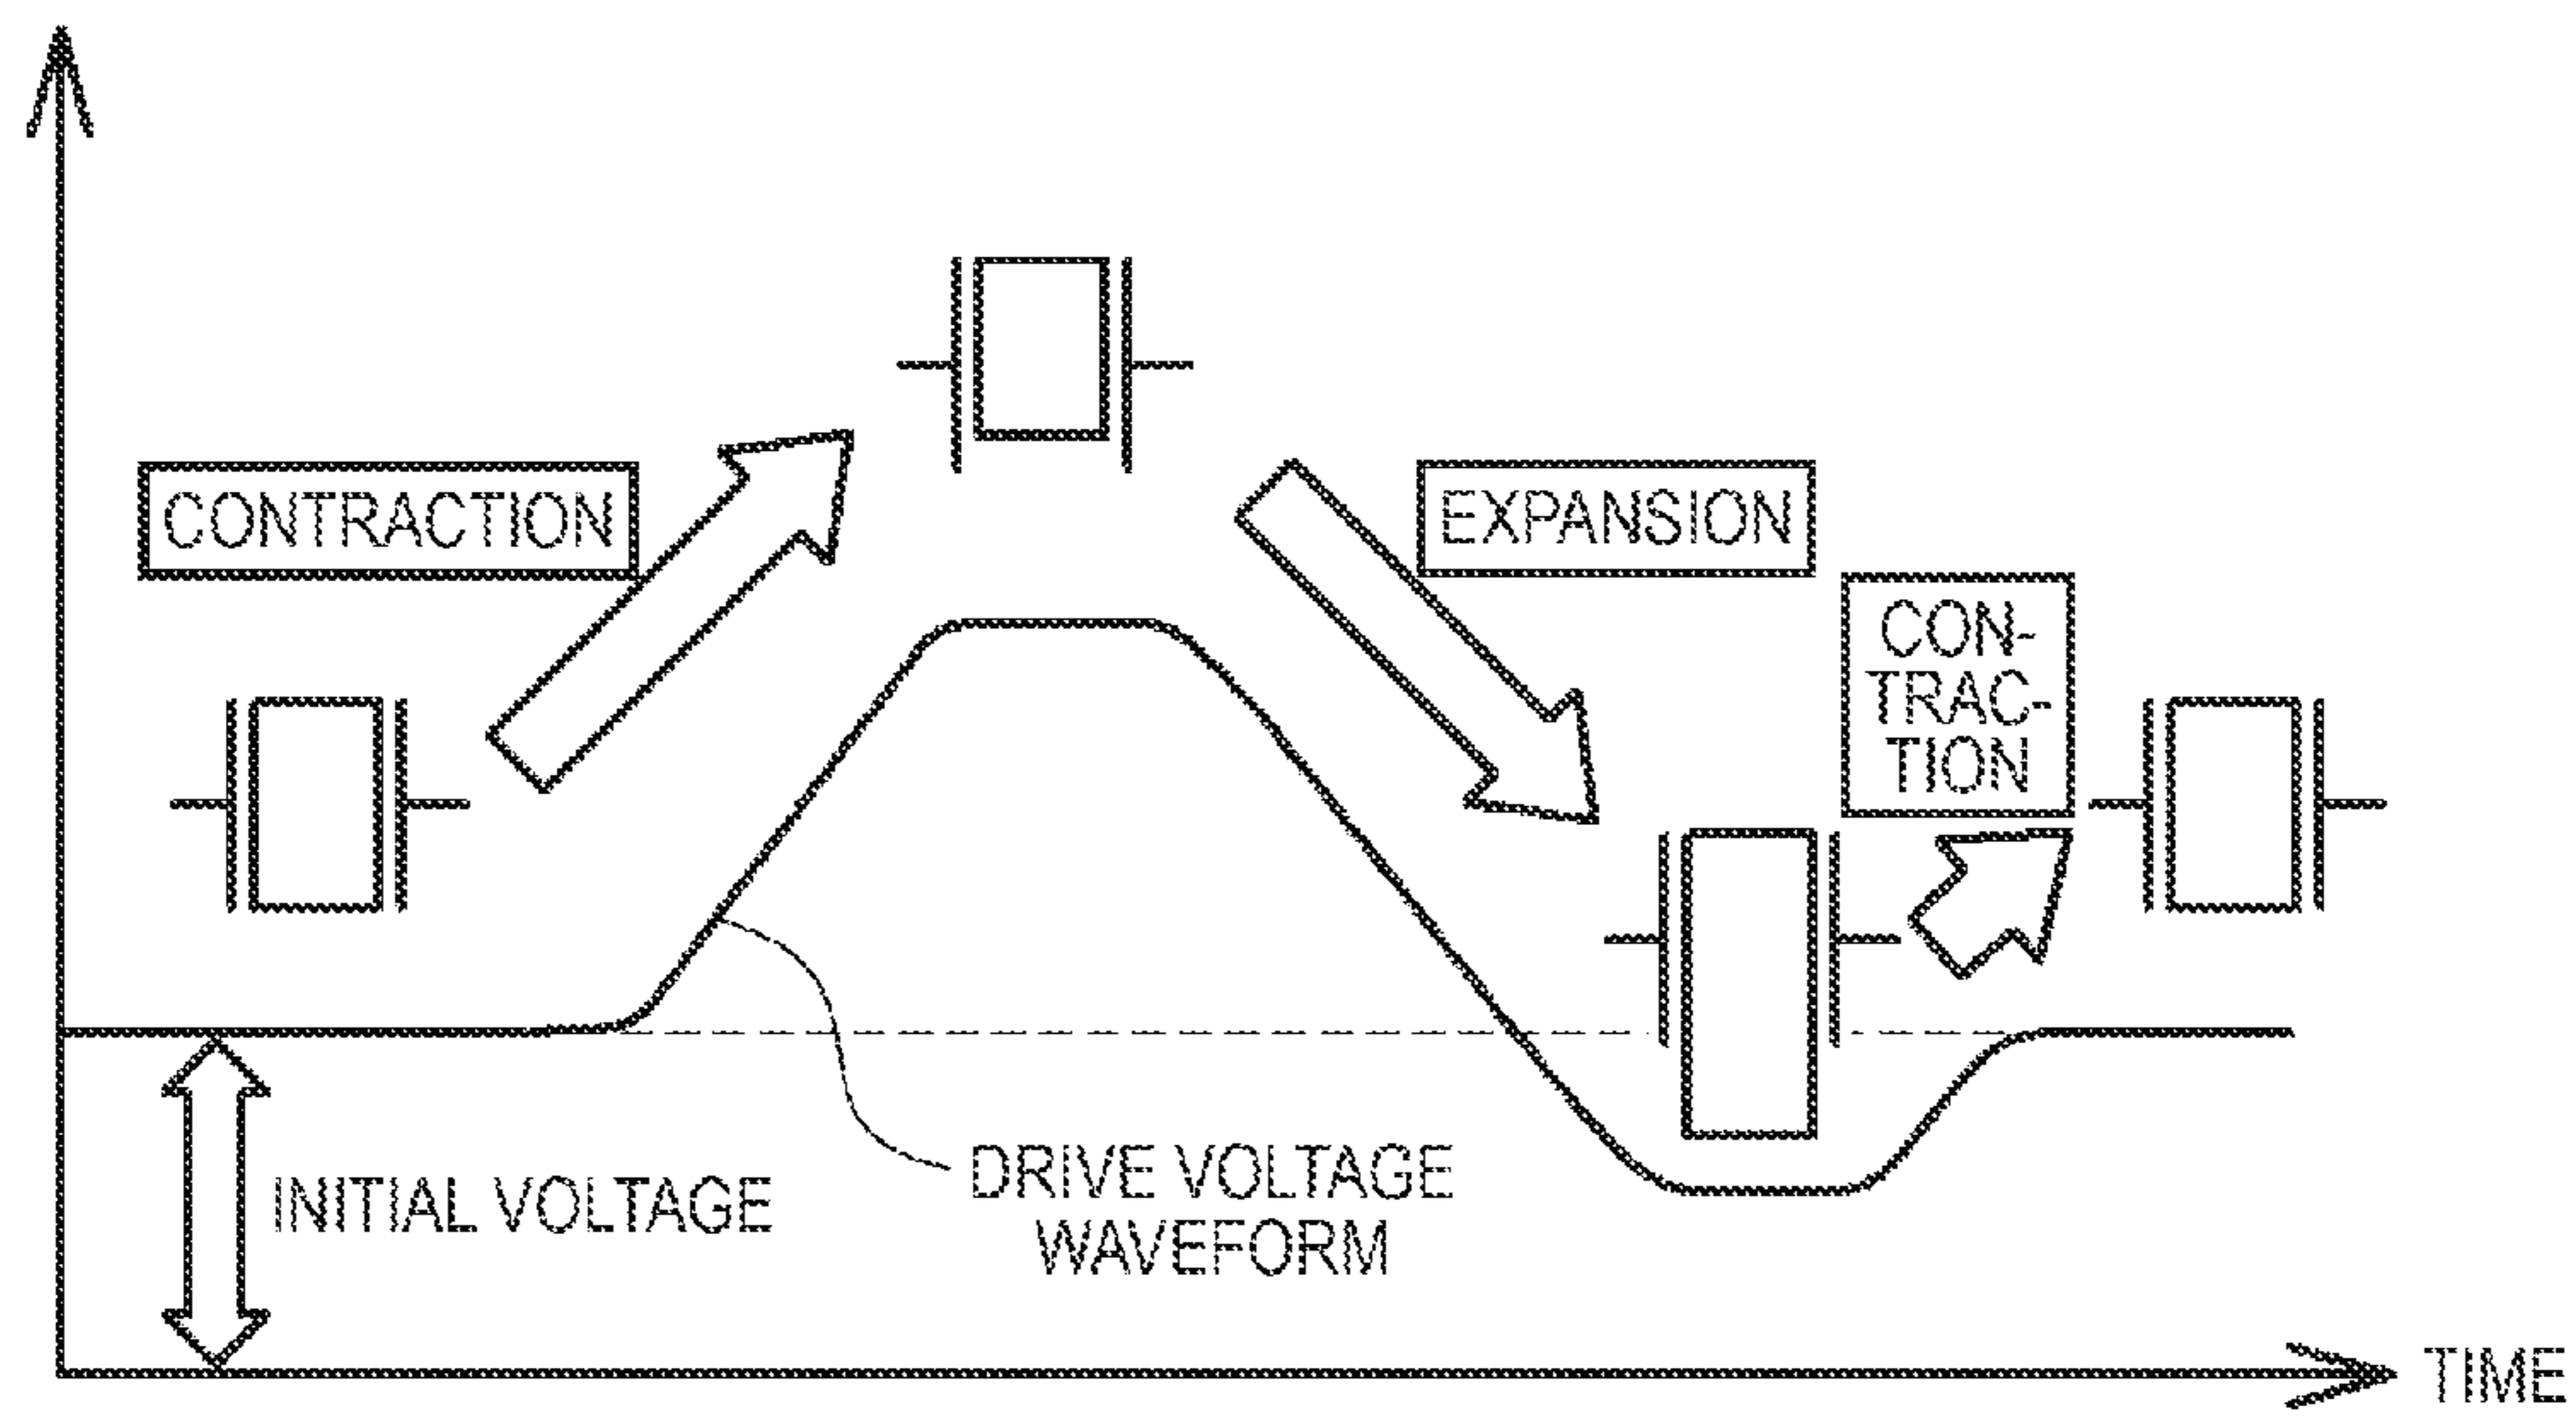 CONTRACTION
EXPANSION
CON-
TRAC-
TION
INITIAL VOLTAGE
DRIVE VOLTAGE
WAVEFORM
TIME